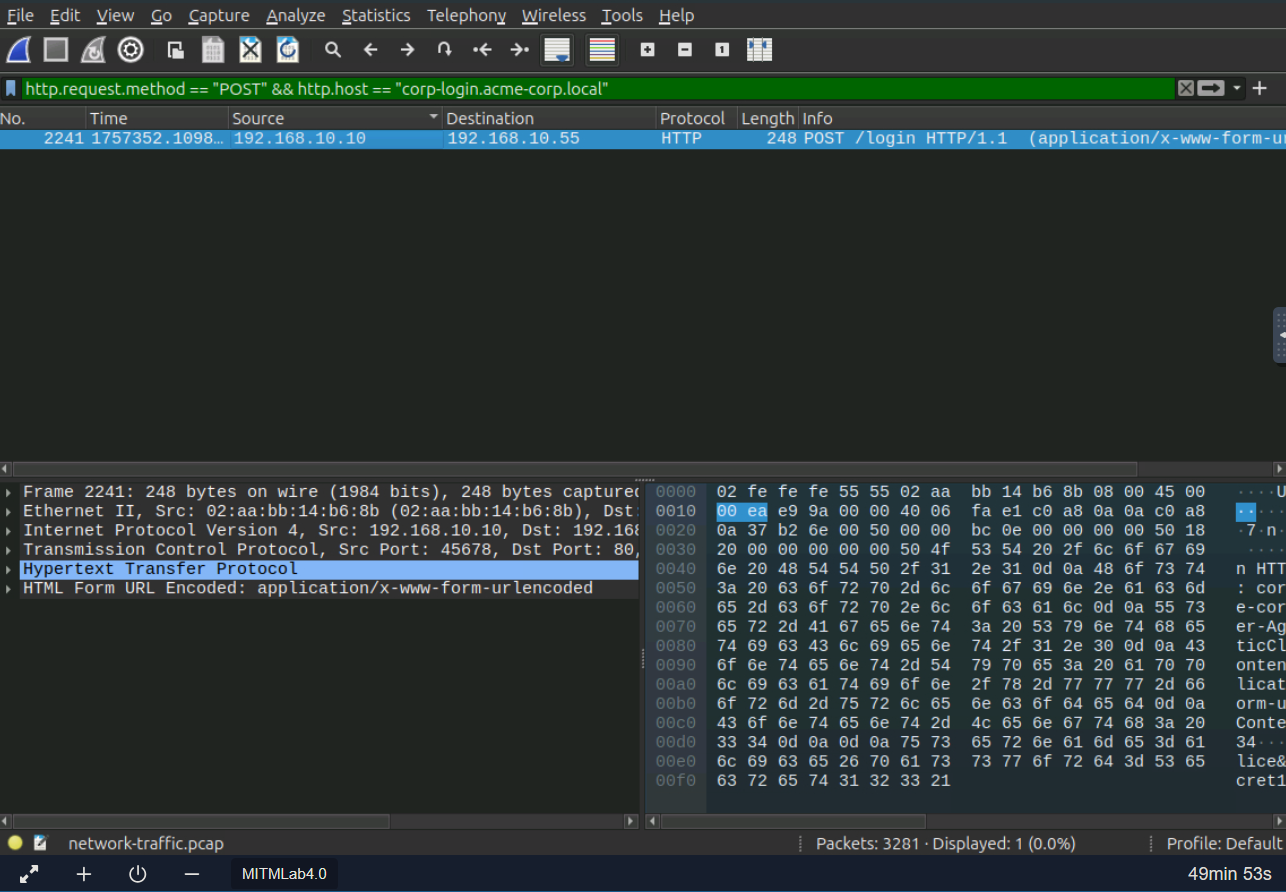 File Edit View Go Capture Analyze Statistics Telephony Wireless Tools Help
http.request.method == "POST" && http.host == "corp-login.acme-corp.local"
No. Time Source Destination Protocol Length Info
2241 1757352.1098… 192.168.10.10 192.168.10.55 HTTP 248 POST /login HTTP/1.1 (application/x-www-form-ur
Frame 2241: 248 bytes on wire (1984 bits), 248 bytes captured
Ethernet II, Src: 02:aa:bb:14:b6:8b (02:aa:bb:14:b6:8b), Dst:
Internet Protocol Version 4, Src: 192.168.10.10, Dst: 192.168
Transmission Control Protocol, Src Port: 45678, Dst Port: 80,
Hypertext Transfer Protocol
HTML Form URL Encoded: application/x-www-form-urlencoded
0000 02 fe fe fe 55 55 02 aa bb 14 b6 8b 08 00 45 00 ····U
0010 00 ea e9 9a 00 00 40 06 fa e1 c0 a8 0a 0a c0 a8 ·····
0020 0a 37 b2 6e 00 50 00 00 bc 0e 00 00 00 00 50 18 ·7·n·
0030 20 00 00 00 00 00 50 4f 53 54 20 2f 6c 6f 67 69 ····
0040 6e 20 48 54 54 50 2f 31 2e 31 0d 0a 48 6f 73 74 n HTT
0050 3a 20 63 6f 72 70 2d 6c 6f 67 69 6e 2e 61 63 6d : cor
0060 65 2d 63 6f 72 70 2e 6c 6f 63 61 6c 0d 0a 55 73 e-cor
0070 65 72 2d 41 67 65 6e 74 3a 20 53 79 6e 74 68 65 er-Ag
0080 74 69 63 43 6c 69 65 6e 74 2f 31 2e 30 0d 0a 43 ticCl
0090 6f 6e 74 65 6e 74 2d 54 79 70 65 3a 20 61 70 70 onten
00a0 6c 69 63 61 74 69 6f 6e 2f 78 2d 77 77 77 2d 66 licat
00b0 6f 72 6d 2d 75 72 6c 65 6e 63 6f 64 65 64 0d 0a orm-u
00c0 43 6f 6e 74 65 6e 74 2d 4c 65 6e 67 74 68 3a 20 Conte
00d0 33 34 0d 0a 0d 0a 75 73 65 72 6e 61 6d 65 3d 61 34···
00e0 6c 69 63 65 26 70 61 73 73 77 6f 72 64 3d 53 65 lice&
00f0 63 72 65 74 31 32 33 21 cret1
network-traffic.pcap Packets: 3281 · Displayed: 1 (0.0%) Profile: Default
MITMLab4.0 49min 53s